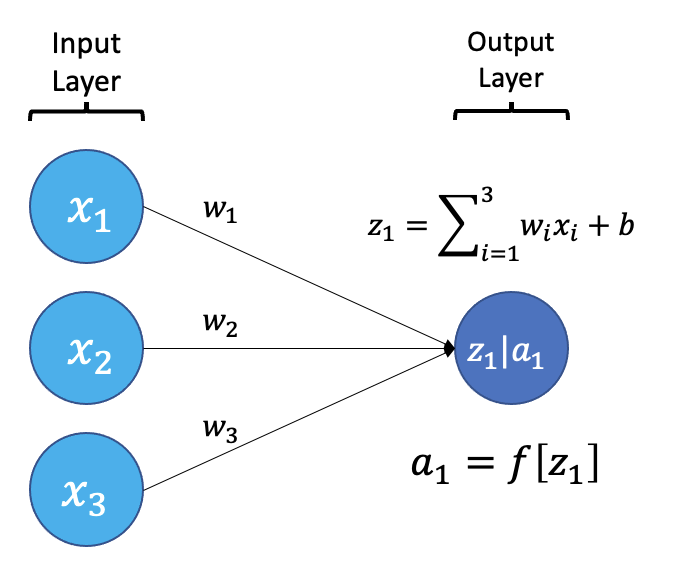 Input
Layer
Output
Layer
x₁
w₁
z₁ = ∑³ᵢ₌₁ wᵢxᵢ + b
x₂
w₂
z₁|a₁
x₃
w₃
a₁ = f[z₁]